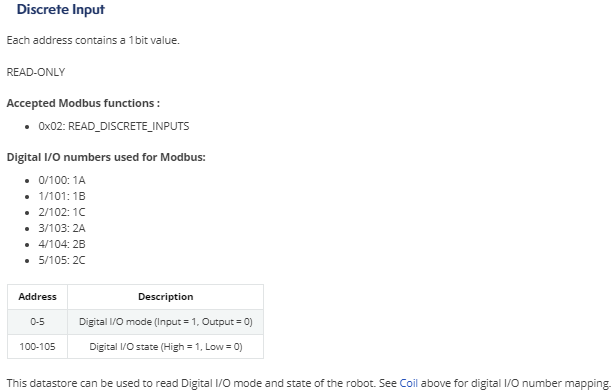 Discrete Input
Each address contains a 1bit value.
READ-ONLY
Accepted Modbus functions :
• 0x02: READ_DISCRETE_INPUTS
Digital I/O numbers used for Modbus:
• 0/100: 1A
• 1/101: 1B
• 2/102: 1C
• 3/103: 2A
• 4/104: 2B
• 5/105: 2C
Address Description
0-5 Digital I/O mode (Input = 1, Output = 0)
100-105 Digital I/O state (High = 1, Low = 0)
This datastore can be used to read Digital I/O mode and state of the robot. See Coil above for digital I/O number mapping.